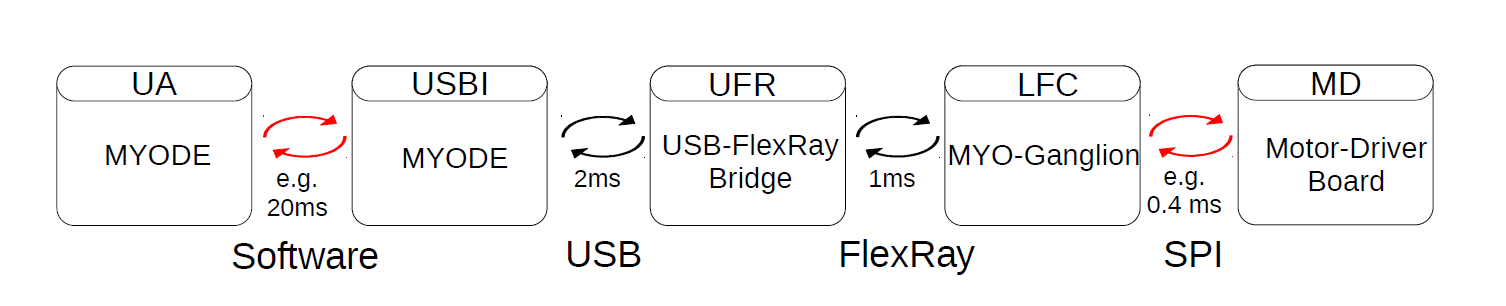 UA
USBI
UFR
LFC
MD
MYODE
MYODE
USB-FlexRay
Bridge
MYO-Ganglion
Motor-Driver
Board
e.g.
20ms
2ms
1ms
e.g.
0.4 ms
Software
USB
FlexRay
SPI